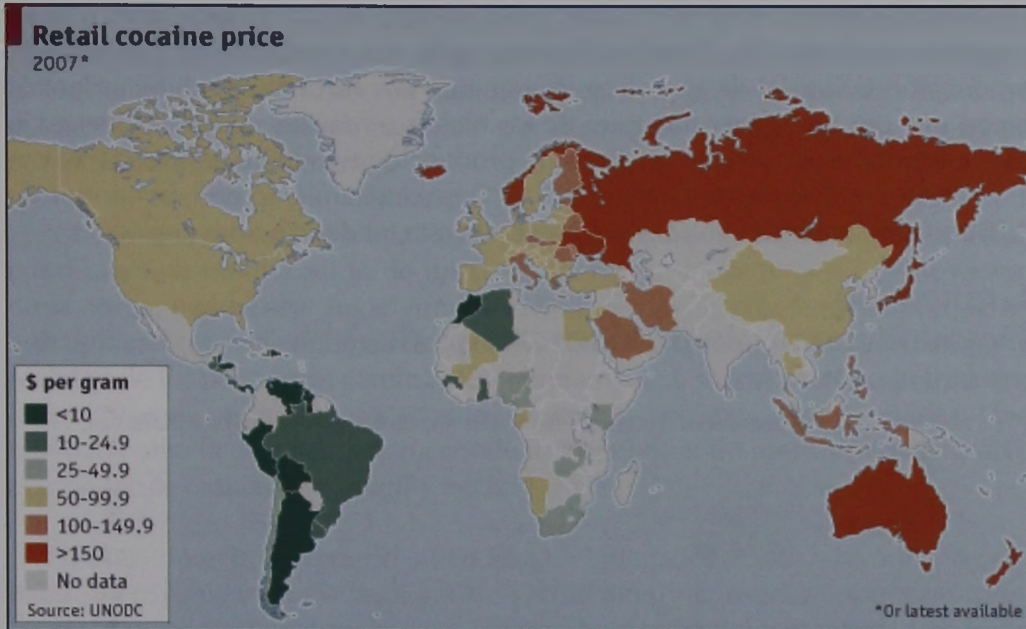 Retail cocaine price
2007*
$ per gram
<10
10-24.9
25-49.9
50-99.9
100-149.9
>150
No data
Source: UNODC
*Or latest available